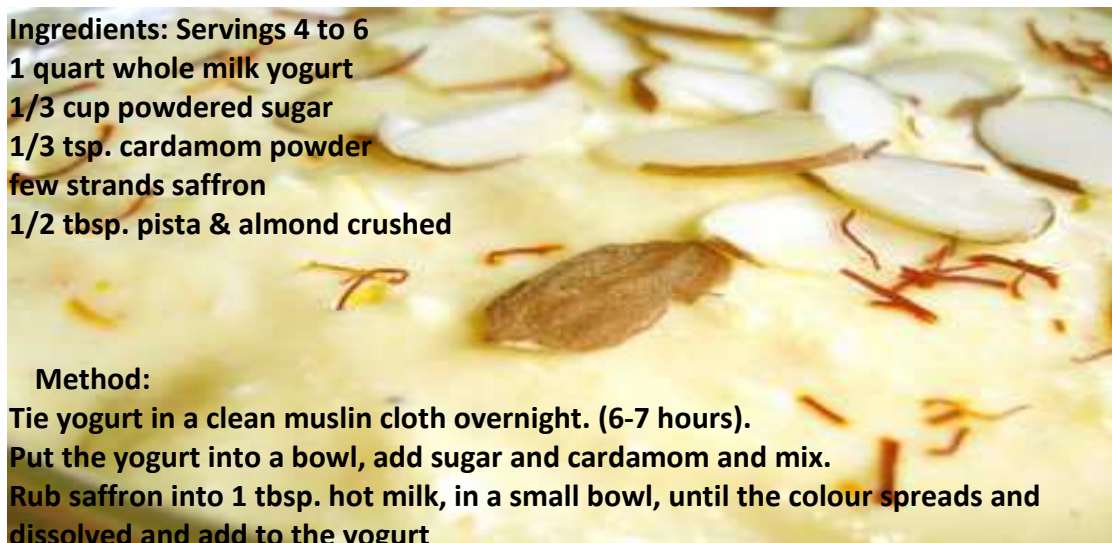 Ingredients: Servings 4 to 6
1 quart whole milk yogurt
1/3 cup powdered sugar
1/3 tsp. cardamom powder
few strands saffron
1/2 tbsp. pista & almond crushed
Method:
Tie yogurt in a clean muslin cloth overnight. (6-7 hours).
Put the yogurt into a bowl, add sugar and cardamom and mix.
Rub saffron into 1 tbsp. hot milk, in a small bowl, until the colour spreads and
dissolved and add to the yogurt